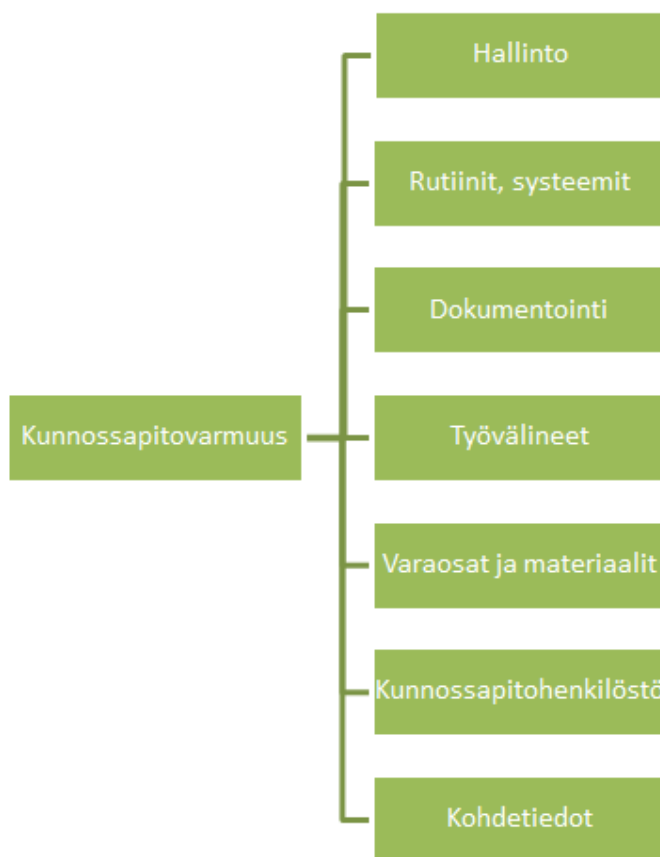 Hallinto
Rutiinit, systeemit
Dokumentointi
Kunnossapitovarmuus
Työvälineet
Varaosat ja materiaalit
Kunnossapitohenkilöstö
Kohdetiedot